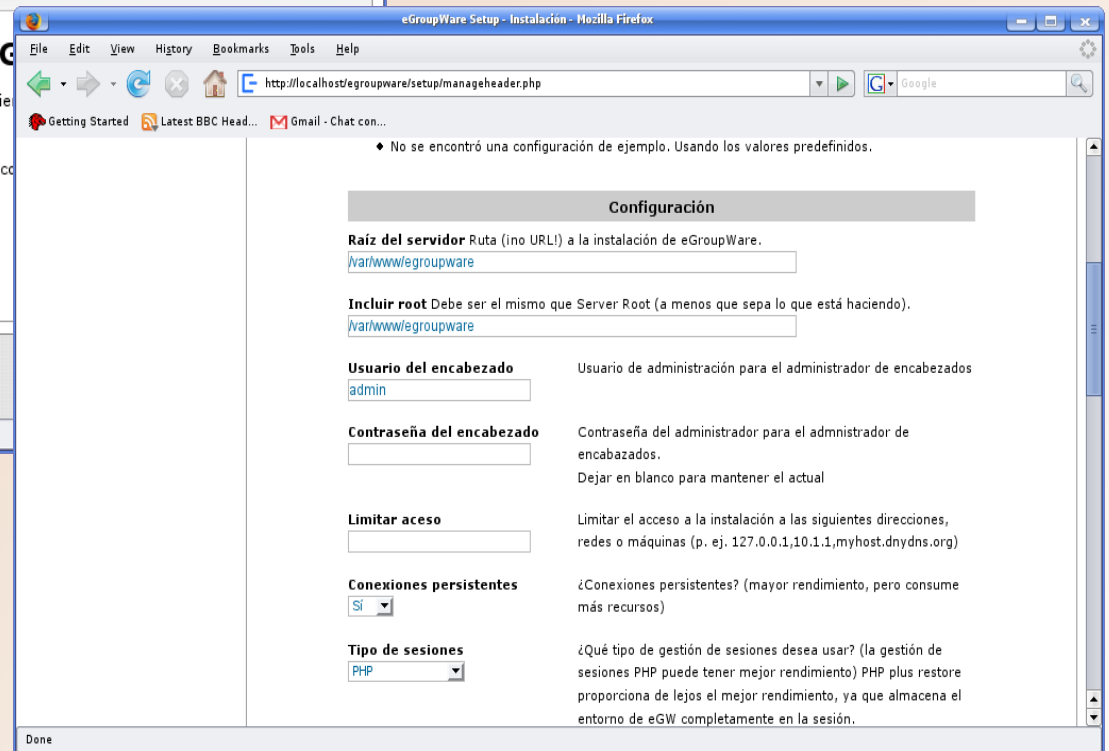 eGroupWare Setup - Instalación - Mozilla Firefox
File Edit View History Bookmarks Tools Help
http://localhost/egroupware/setup/manageheader.php
G Google
Getting Started Latest BBC Head... Gmail - Chat con...
No se encontró una configuración de ejemplo. Usando los valores predefinidos.
Configuración
Raíz del servidor Ruta (¡no URL!) a la instalación de eGroupWare.
/var/www/egroupware
Incluir root Debe ser el mismo que Server Root (a menos que sepa lo que está haciendo).
/var/www/egroupware
Usuario del encabezado Usuario de administración para el administrador de encabezados
admin
Contraseña del encabezado Contraseña del administrador para el admnistrador de
encabazados.
Dejar en blanco para mantener el actual
Limitar aceso Limitar el acceso a la instalación a las siguientes direcciones,
redes o máquinas (p. ej. 127.0.0.1,10.1.1,myhost.dnydns.org)
Conexiones persistentes ¿Conexiones persistentes? (mayor rendimiento, pero consume
Sí más recursos)
Tipo de sesiones ¿Qué tipo de gestión de sesiones desea usar? (la gestión de
PHP sesiones PHP puede tener mejor rendimiento) PHP plus restore
proporciona de lejos el mejor rendimiento, ya que almacena el
entorno de eGW completamente en la sesión.
Done